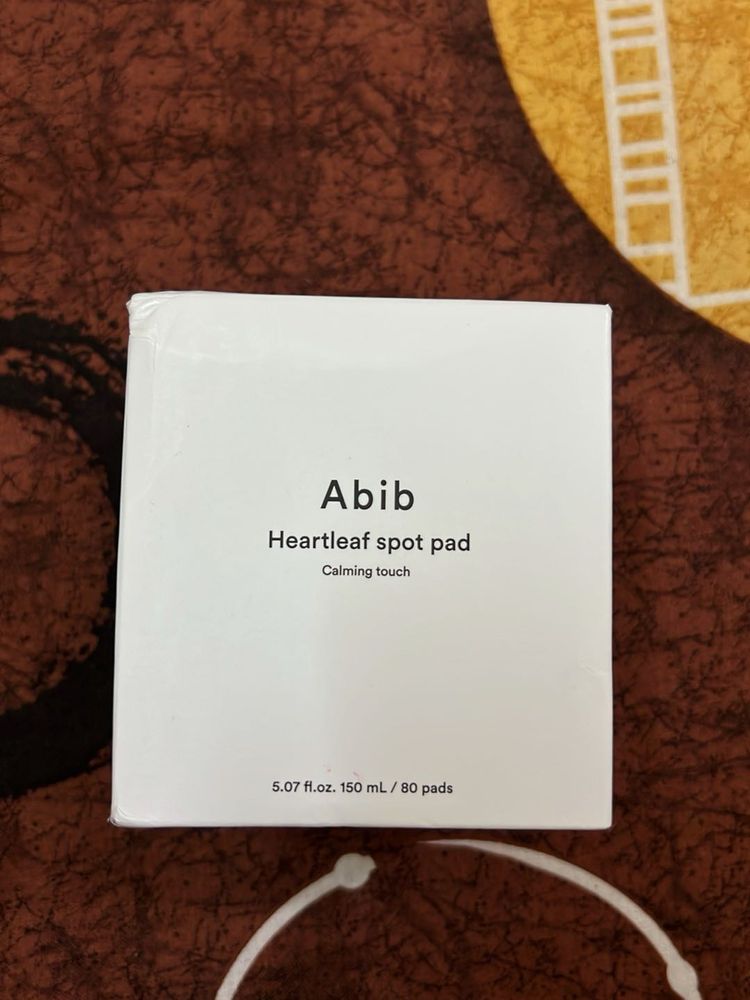 Abib
Heartleaf spot pad
Calming touch
5.07 fl.oz. 150 mL / 80 pads